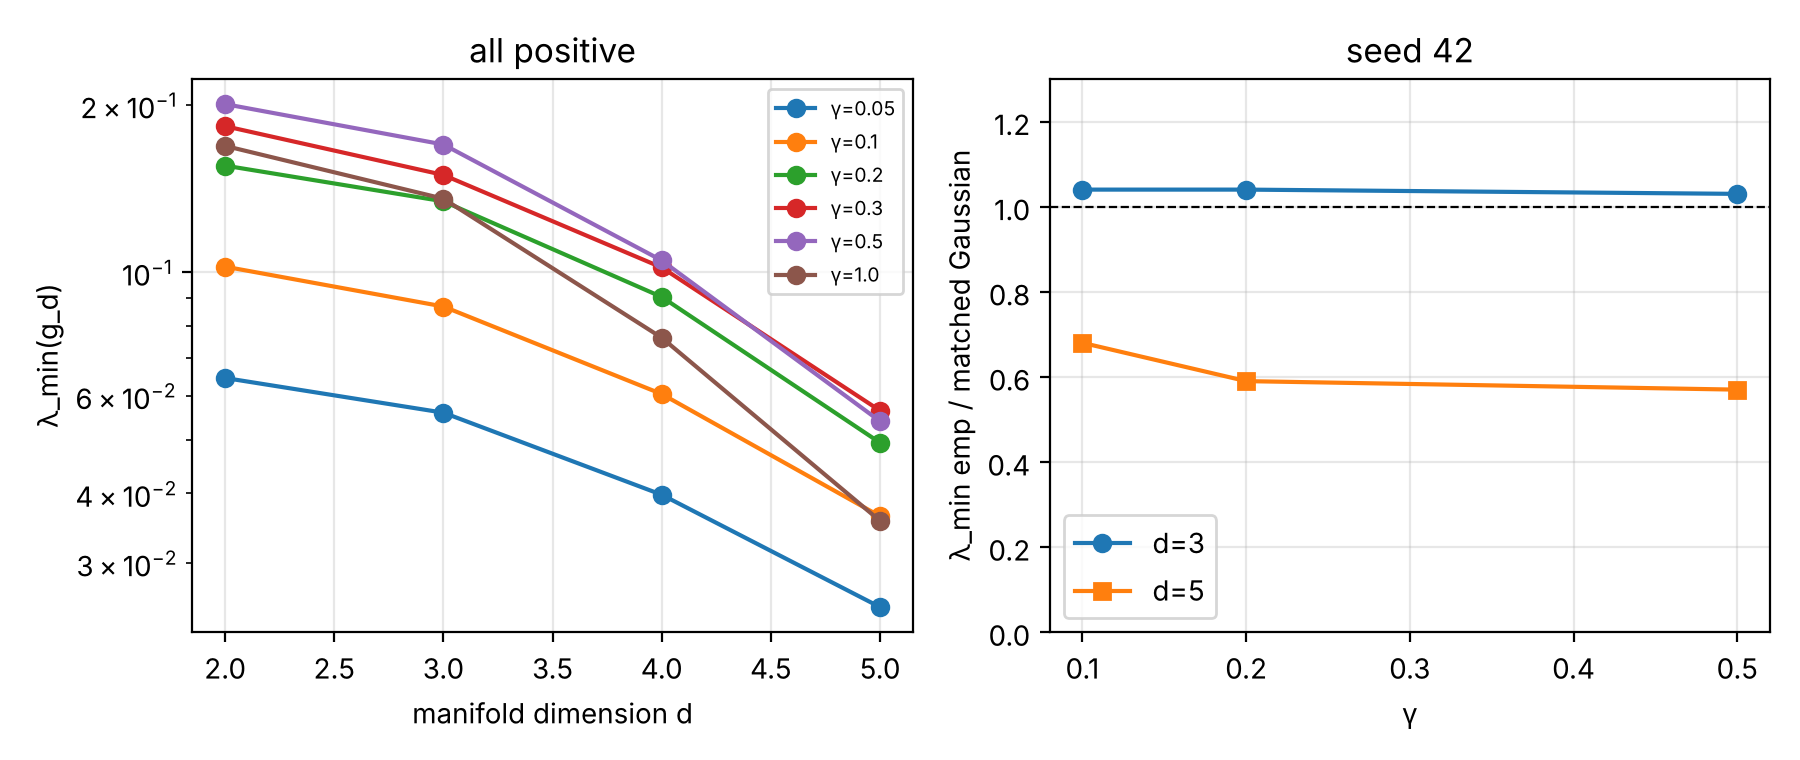 all positive
λ_min(g_d)
2 × 10⁻¹
10⁻¹
6 × 10⁻²
4 × 10⁻²
3 × 10⁻²
γ=0.05
γ=0.1
γ=0.2
γ=0.3
γ=0.5
γ=1.0
2.0 2.5 3.0 3.5 4.0 4.5 5.0
manifold dimension d
seed 42
λ_min emp / matched Gaussian
1.2
1.0
0.8
0.6
0.4
0.2
0.0
d=3
d=5
0.1 0.2 0.3 0.4 0.5
γ